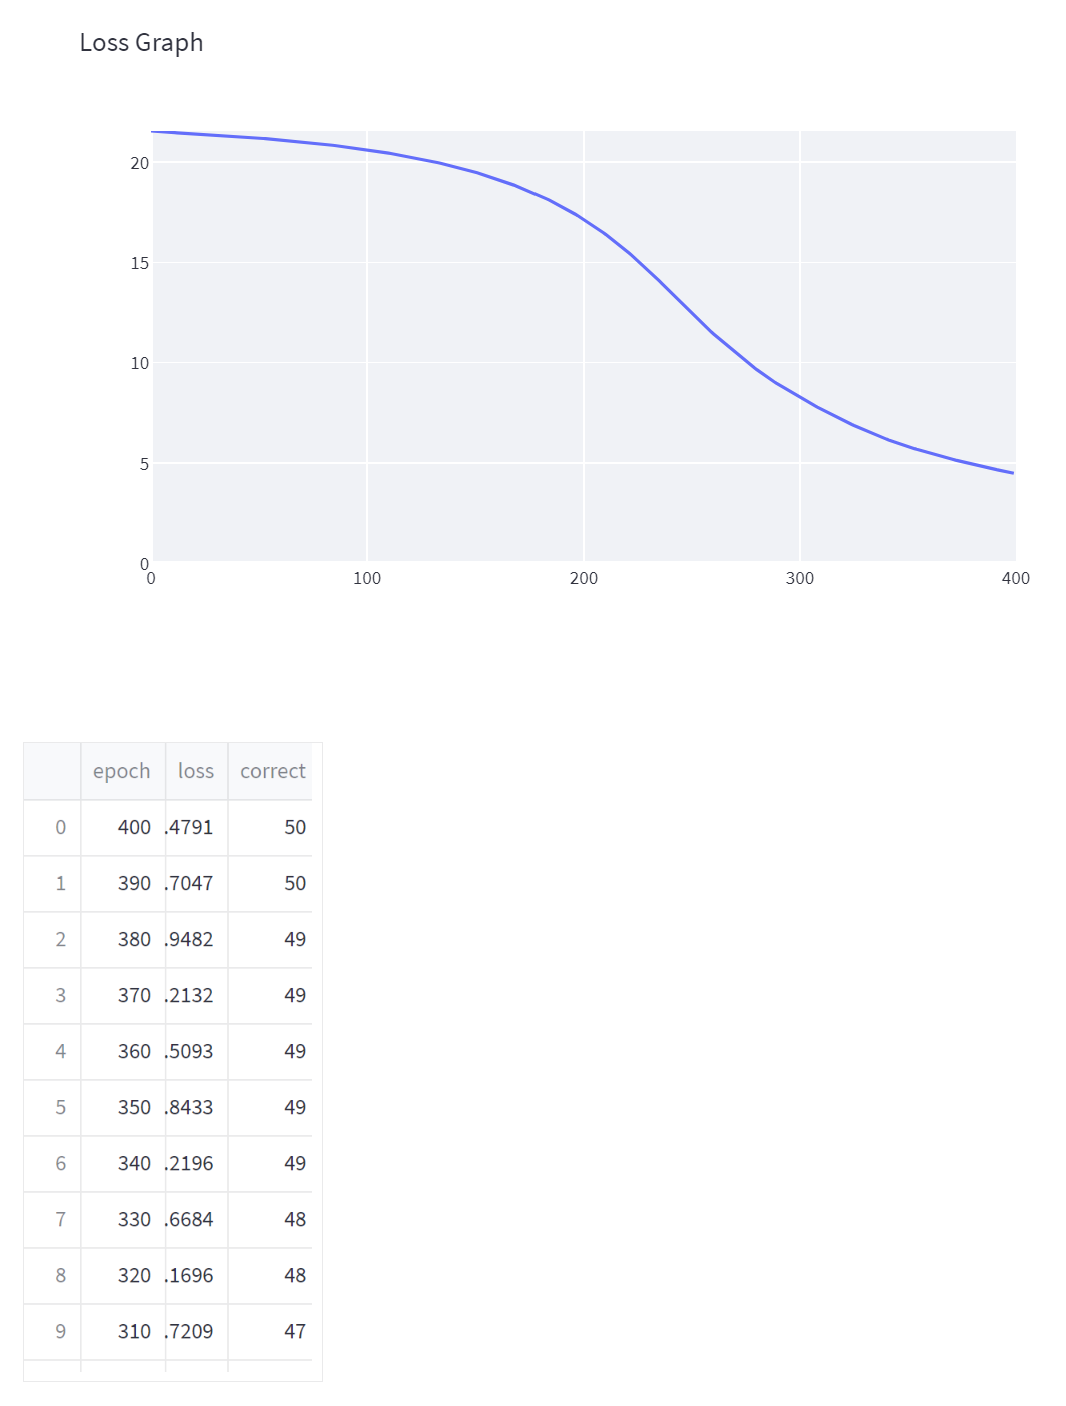 Loss Graph
20
15
10
5
0
0 100 200 300 400
epoch loss correct
0 400 .4791 50
1 390 .7047 50
2 380 .9482 49
3 370 .2132 49
4 360 .5093 49
5 350 .8433 49
6 340 .2196 49
7 330 .6684 48
8 320 .1696 48
9 310 .7209 47